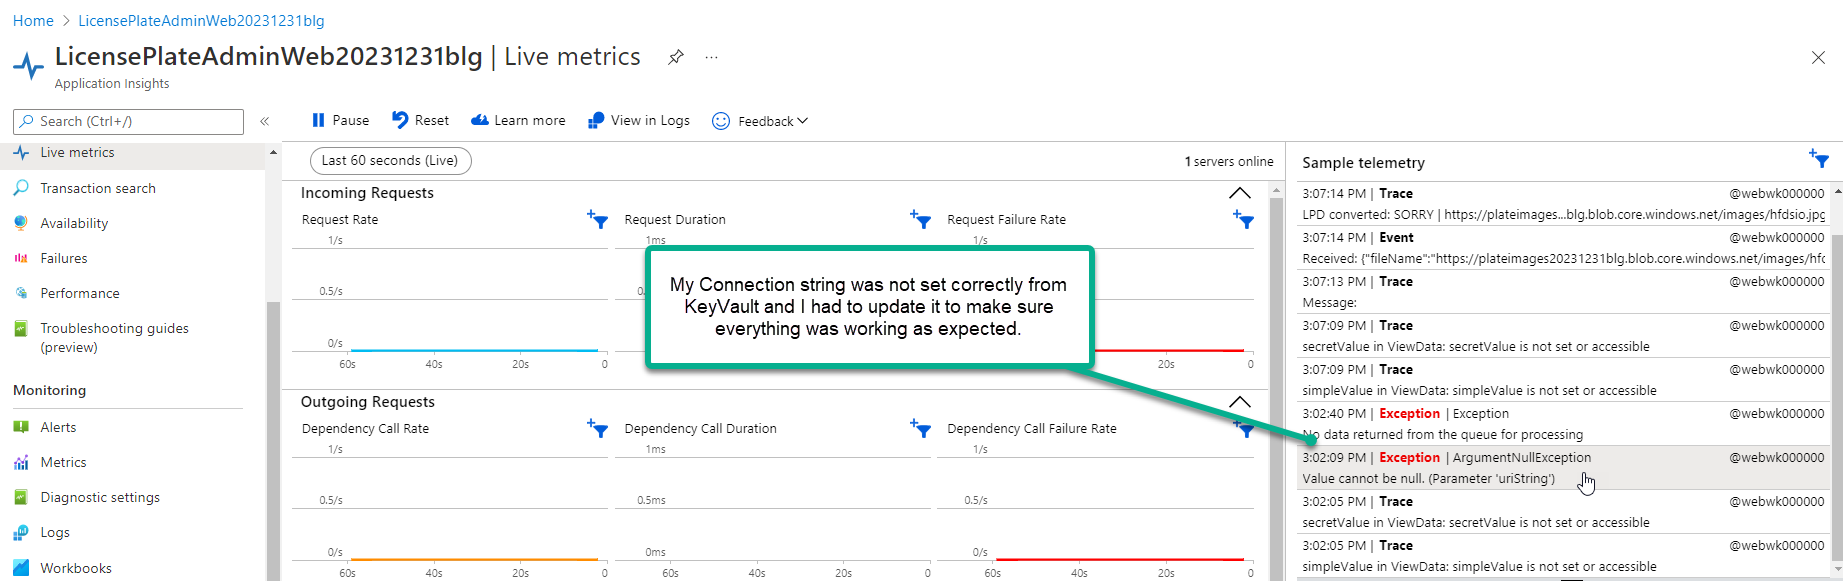 Home > LicensePlateAdminWeb20231231blg
LicensePlateAdminWeb20231231blg | Live metrics
Application Insights
Search (Ctrl+/)
Pause
Reset
Learn more
View in Logs
Feedback
Live metrics
Transaction search
Availability
Failures
Performance
Troubleshooting guides
(preview)
Monitoring
Alerts
Metrics
Diagnostic settings
Logs
Workbooks
Last 60 seconds (Live)
1 servers online
Incoming Requests
Request Rate
1/s
0.5/s
0/s
60s 40s 20s 0
Request Duration
1ms
Request Failure Rate
1/s
20s 0
My Connection string was not set correctly from
KeyVault and I had to update it to make sure
everything was working as expected.
Outgoing Requests
Dependency Call Rate
1/s
0.5/s
0/s
60s 40s 20s 0
Dependency Call Duration
1ms
0.5ms
0ms
60s 40s 20s 0
Dependency Call Failure Rate
1/s
0.5/s
0/s
60s 40s 20s 0
Sample telemetry
3:07:14 PM | Trace @webwk000000
LPD converted: SORRY | https://plateimages...blg.blob.core.windows.net/images/hfdsio.jpg
3:07:14 PM | Event @webwk000000
Received: {"fileName":"https://plateimages20231231blg.blob.core.windows.net/images/hfd
3:07:13 PM | Trace @webwk000000
Message:
3:07:09 PM | Trace @webwk000000
secretValue in ViewData: secretValue is not set or accessible
3:07:09 PM | Trace @webwk000000
simpleValue in ViewData: simpleValue is not set or accessible
3:02:40 PM | Exception | Exception @webwk000000
No data returned from the queue for processing
3:02:09 PM | Exception | ArgumentNullException @webwk000000
Value cannot be null. (Parameter 'uriString')
3:02:05 PM | Trace @webwk000000
secretValue in ViewData: secretValue is not set or accessible
3:02:05 PM | Trace @webwk000000
simpleValue in ViewData: simpleValue is not set or accessible